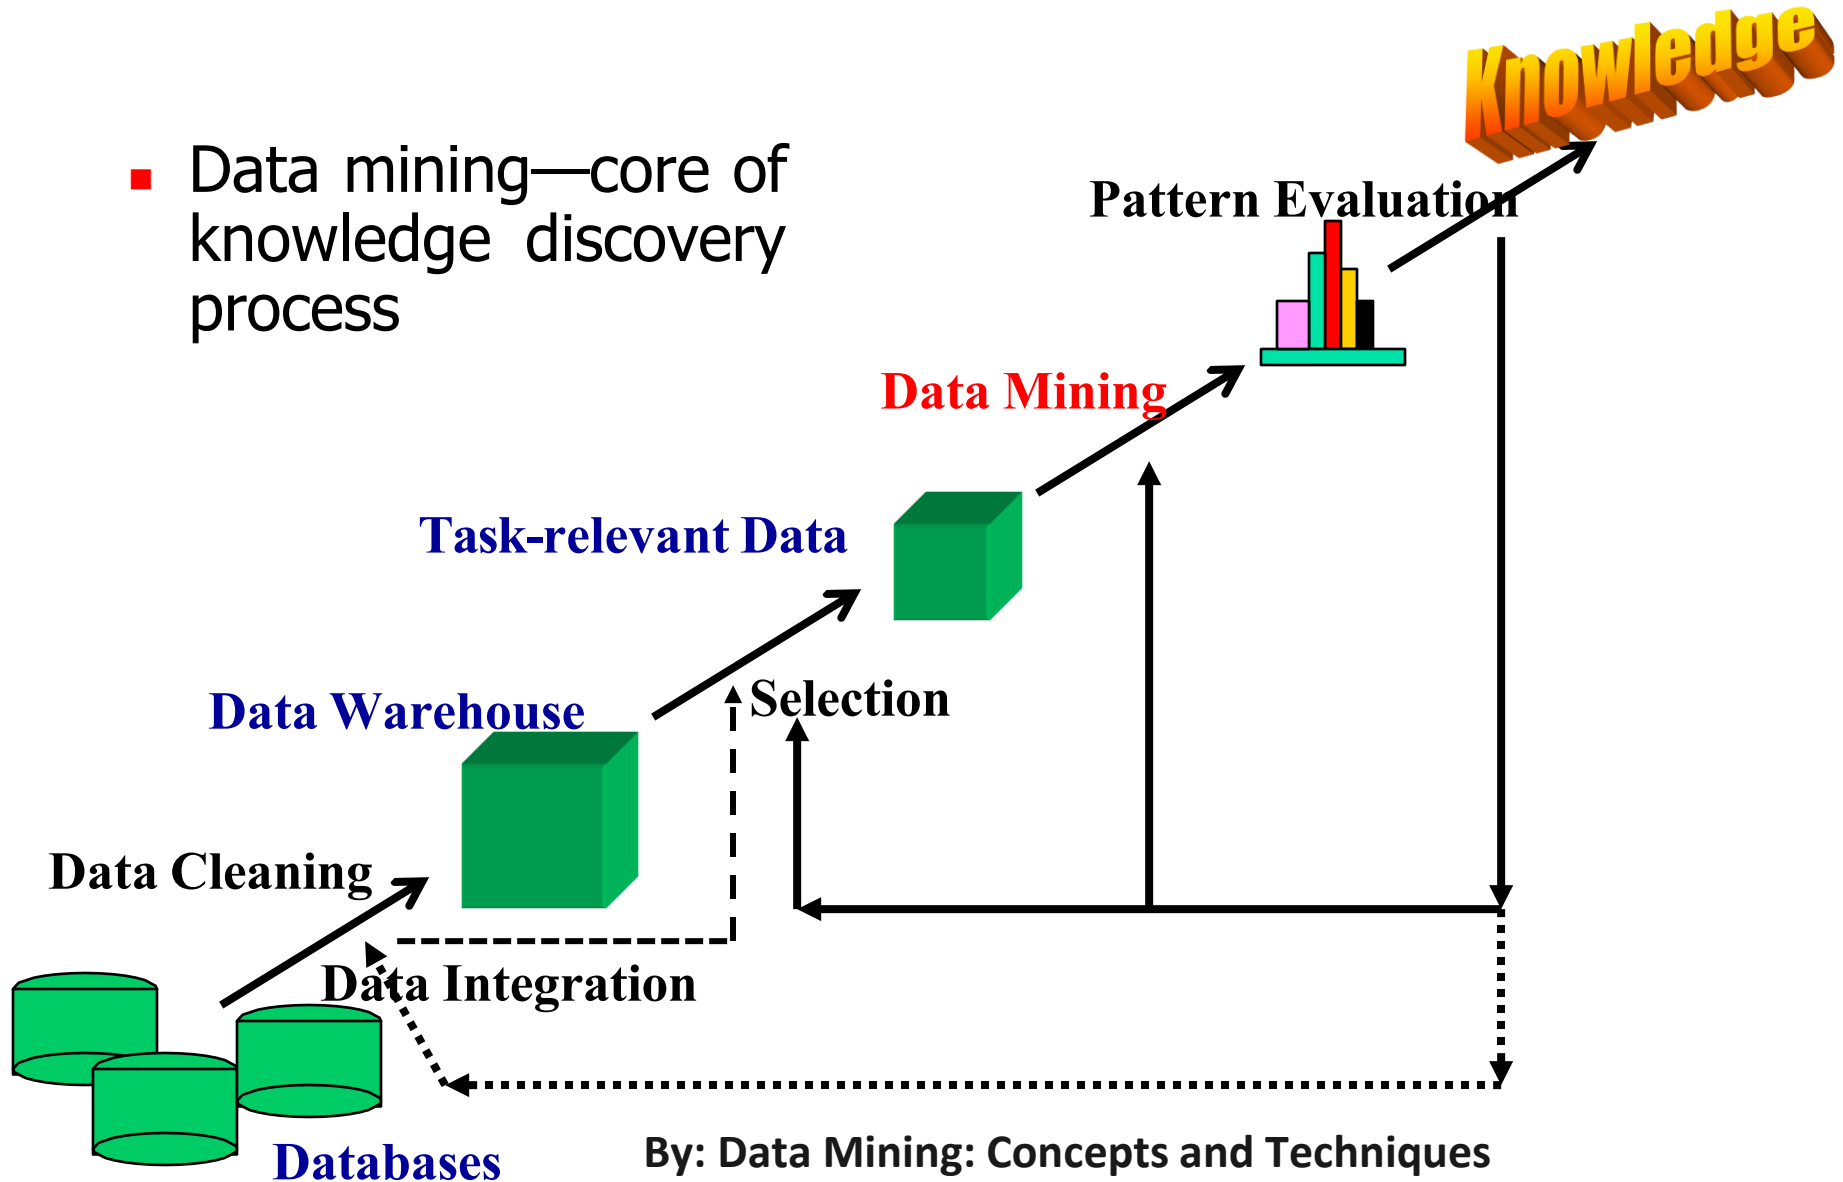 Knowledge
Data mining—core of
knowledge discovery
process
Pattern Evaluation
Data Mining
Task-relevant Data
Selection
Data Warehouse
Data Cleaning
Data Integration
Databases
By: Data Mining: Concepts and Techniques